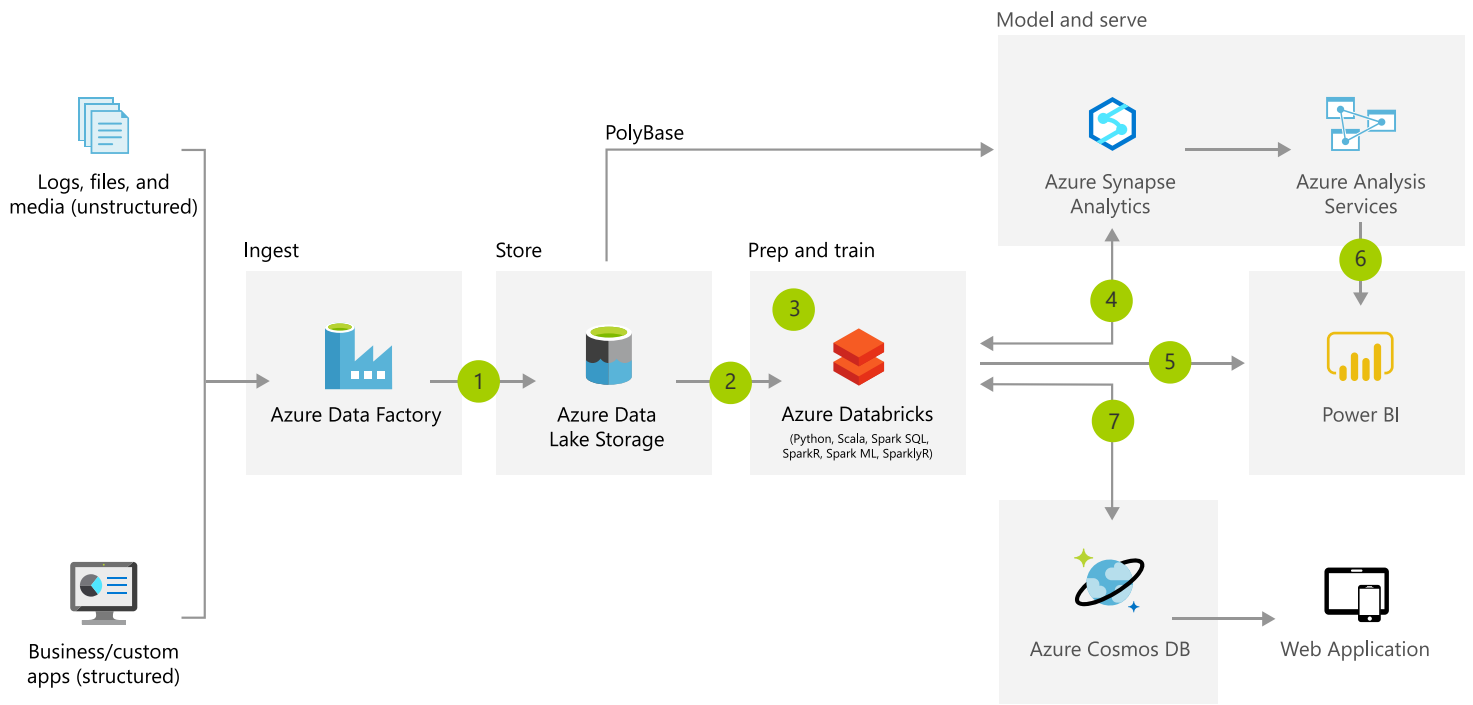 Model and serve
PolyBase
Logs, files, and
media (unstructured)
Azure Synapse
Analytics
Azure Analysis
Services
Ingest
Store
Prep and train
6
3
4
1
2
5
Azure Data Factory
Azure Data
Lake Storage
Azure Databricks
(Python, Scala, Spark SQL,
SparkR, Spark ML, SparklyR)
7
Power BI
Business/custom
apps (structured)
Azure Cosmos DB
Web Application